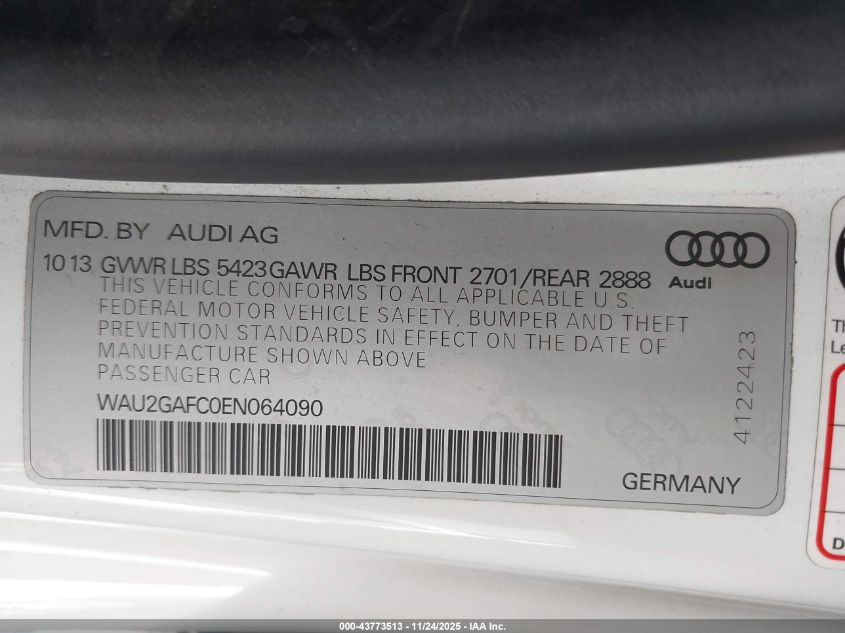 MFD. BY AUDI AG
10 13 GVWR LBS 5423 GAWR LBS FRONT 2701/REAR 2888
Audi
THIS VEHICLE CONFORMS TO ALL APPLICABLE U.S.
FEDERAL MOTOR VEHICLE SAFETY, BUMPER AND THEFT
PREVENTION STANDARDS IN EFFECT ON THE DATE OF
MANUFACTURE SHOWN ABOVE
PASSENGER CAR
WAU2GAFC0EN064090
41222423
GERMANY
000-43773513 - 11/24/2025 - IAA Inc.